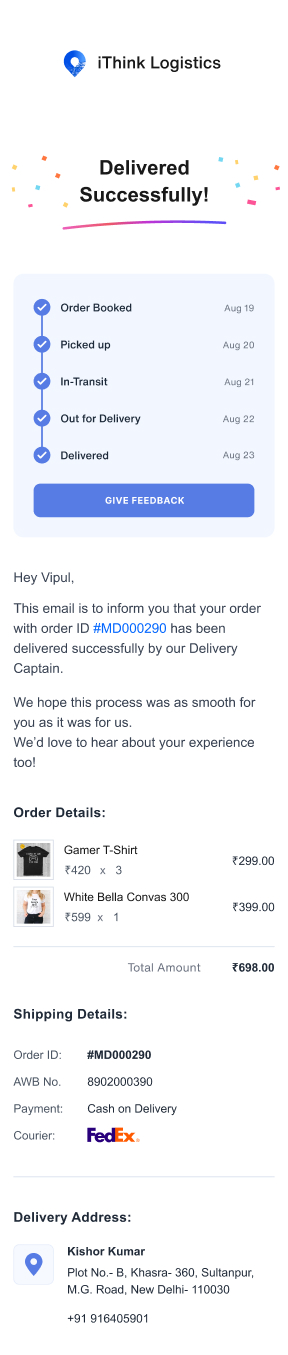 iThink Logistics
Delivered
Successfully!
Order Booked Aug 19
Picked up Aug 20
In-Transit Aug 21
Out for Delivery Aug 22
Delivered Aug 23
GIVE FEEDBACK
Hey Vipul,
This email is to inform you that your order
with order ID #MD000290 has been
delivered successfully by our Delivery
Captain.
We hope this process was as smooth for
you as it was for us.
We'd love to hear about your experience
too!
Order Details:
Gamer T-Shirt
₹420 x 3 ₹299.00
White Bella Convas 300
₹599 x 1 ₹399.00
Total Amount ₹698.00
Shipping Details:
Order ID: #MD000290
AWB No. 8902000390
Payment: Cash on Delivery
Courier: FedEx
Delivery Address:
Kishor Kumar
Plot No.- B, Khasra- 360, Sultanpur,
M.G. Road, New Delhi- 110030
+91 916405901